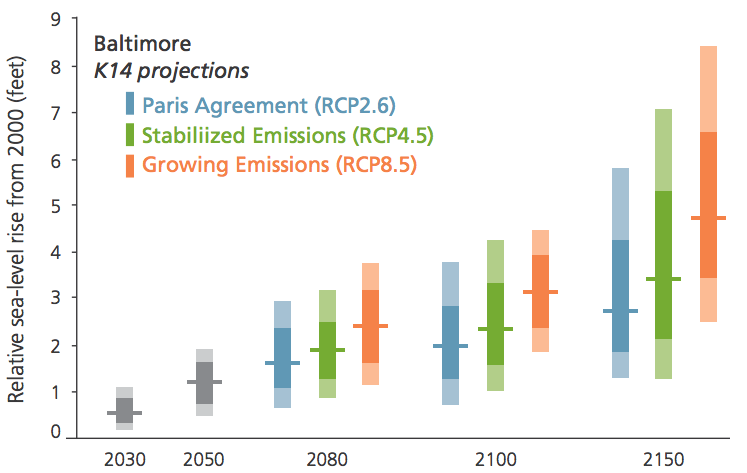 Baltimore
K14 projections
Paris Agreement (RCP2.6)
Stabiliized Emissions (RCP4.5)
Growing Emissions (RCP8.5)
Relative sea-level rise from 2000 (feet)
9
8
7
6
5
4
3
2
1
0
2030 2050 2080 2100 2150